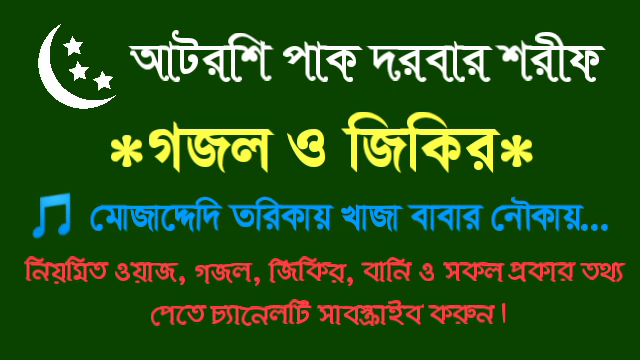 আটরশি পাক দরবার শরীফ
*গজল ও জিকির*
মোজাদ্দেদি তরিকায় খাজা বাবার নৌকায়...
নিয়মিত ওয়াজ, গজল, জিকির, বানি ও সকল প্রকার তথ্য
পেতে চ্যানেলটি সাবস্ক্রাইব করুন।